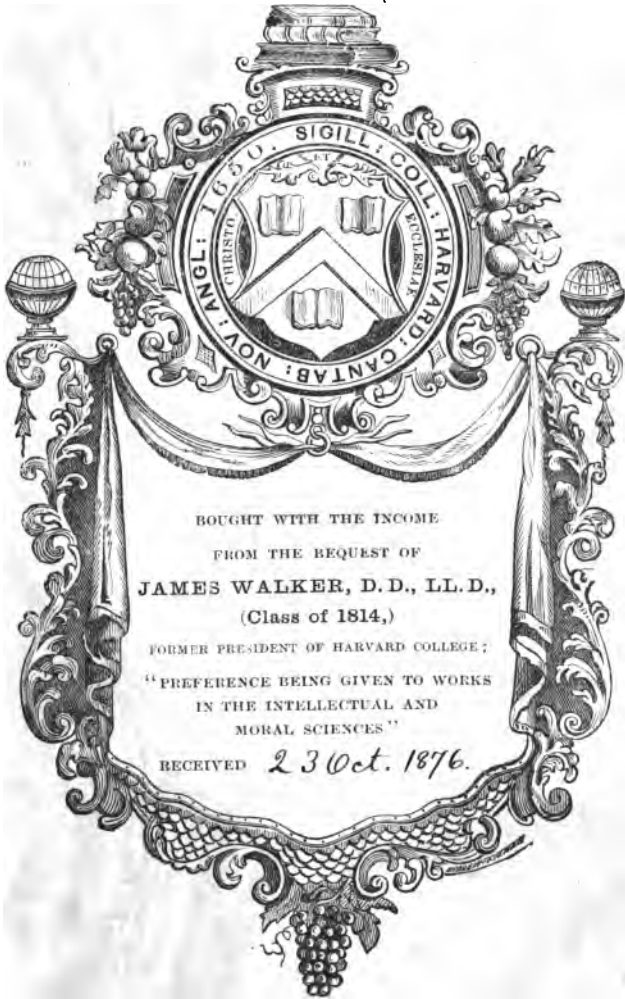 SIGILL: COLL: HARVARD: CANTAB: NOV: ANGL: 1650.
CHRISTO.
ET
ECCLESIAE
BOUGHT WITH THE INCOME
FROM THE BEQUEST OF
JAMES WALKER, D.D., LL.D.,
(Class of 1814,)
FORMER PRESIDENT OF HARVARD COLLEGE;
"PREFERENCE BEING GIVEN TO WORKS
IN THE INTELLECTUAL AND
MORAL SCIENCES"
RECEIVED 23 Oct. 1876.